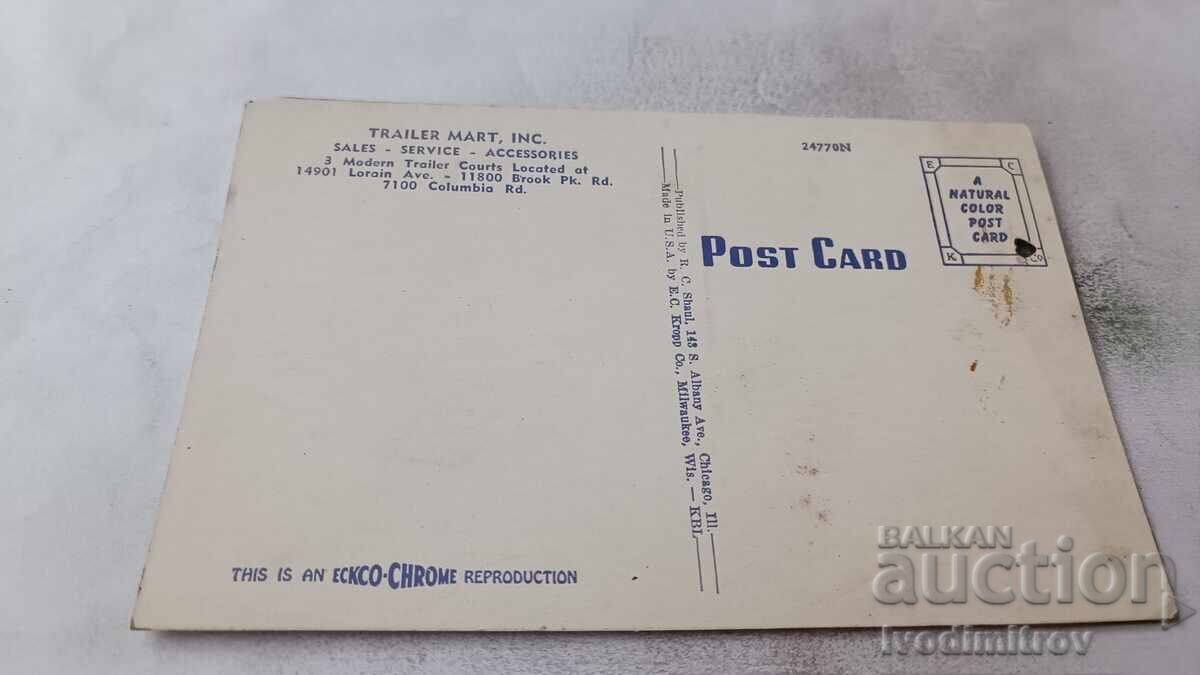 TRAILER MART, INC.
SALES - SERVICE - ACCESSORIES
3 Modern Trailer Courts Located at
14901 Lorain Ave. - 11800 Brook Pk. Rd.
7100 Columbia Rd.
THIS IS AN ECKCO-CHROME REPRODUCTION
Published by R. C. Shaul, 143 S. Albany Ave., Chicago, Ill.
Made in U.S.A. by E.C. Kropp Co., Milwaukee, Wis. — KBL
24770N
POST CARD
E C
A
NATURAL
COLOR
POST
CARD
K Co
BALKAN
auction
ivodimitrov